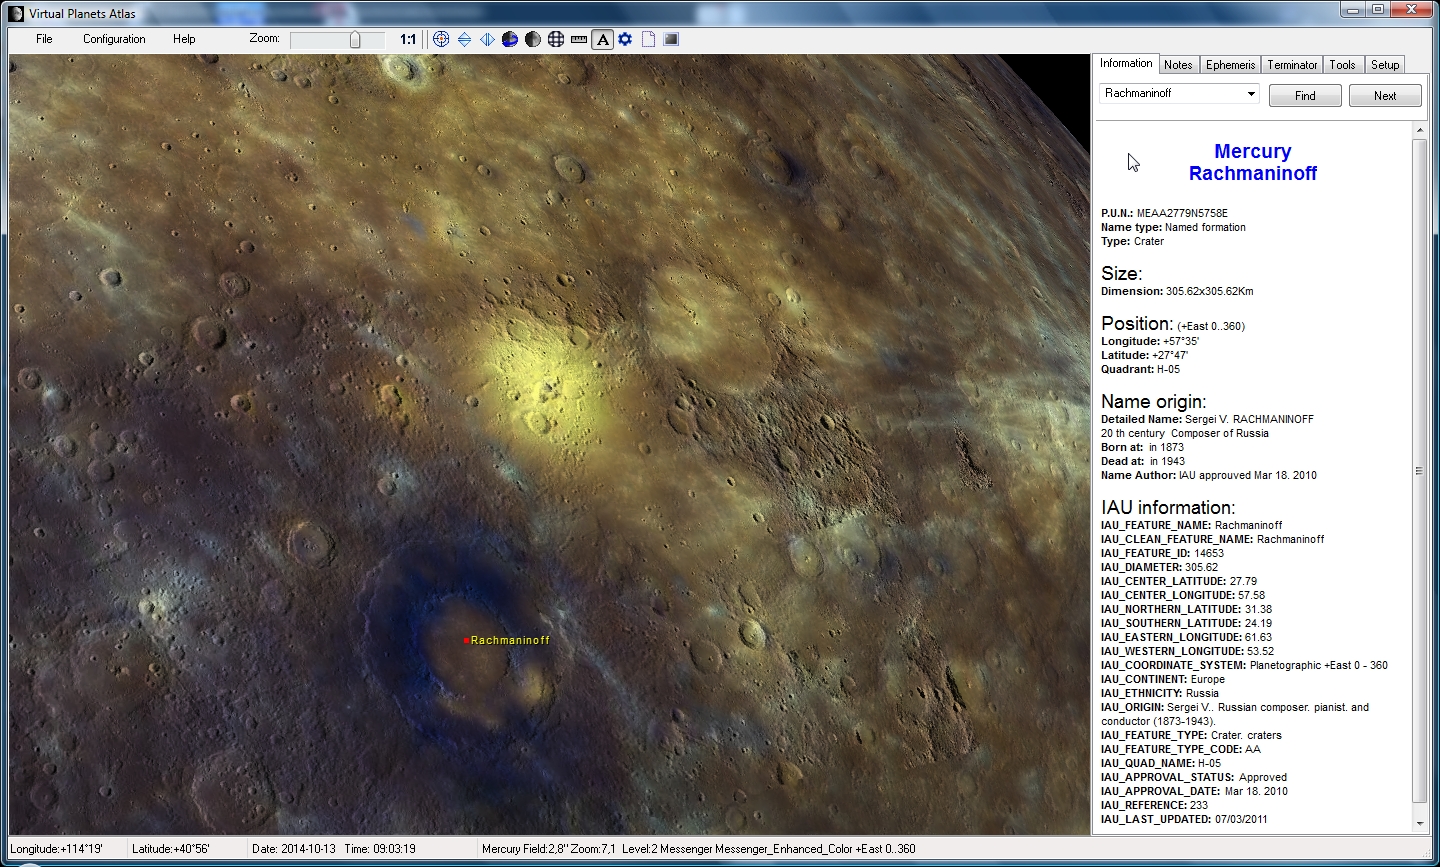 Virtual Planets Atlas
File Configuration Help Zoom: 1:1 A
Information Notes Ephemeris Terminator Tools Setup
Rachmaninoff Find Next
Mercury
Rachmaninoff
P.U.N.: MEAA2779N5758E
Name type: Named formation
Type: Crater
Size:
Dimension: 305.62x305.62Km
Position: (+East 0..360)
Longitude: +57°35'
Latitude: +27°47'
Quadrant: H-05
Name origin:
Detailed Name: Sergei V. RACHMANINOFF
20 th century Composer of Russia
Born at: in 1873
Dead at: in 1943
Name Author: IAU approuved Mar 18. 2010
IAU information:
IAU_FEATURE_NAME: Rachmaninoff
IAU_CLEAN_FEATURE_NAME: Rachmaninoff
IAU_FEATURE_ID: 14653
IAU_DIAMETER: 305.62
IAU_CENTER_LATITUDE: 27.79
IAU_CENTER_LONGITUDE: 57.58
IAU_NORTHERN_LATITUDE: 31.38
IAU_SOUTHERN_LATITUDE: 24.19
IAU_EASTERN_LONGITUDE: 61.63
IAU_WESTERN_LONGITUDE: 53.52
IAU_COORDINATE_SYSTEM: Planetographic +East 0 - 360
IAU_CONTINENT: Europe
IAU_ETHNICITY: Russia
IAU_ORIGIN: Sergei V.. Russian composer. pianist. and
conductor (1873-1943).
IAU_FEATURE_TYPE: Crater. craters
IAU_FEATURE_TYPE_CODE: AA
IAU_QUAD_NAME: H-05
IAU_APPROVAL_STATUS: Approved
IAU_APPROVAL_DATE: Mar 18. 2010
IAU_REFERENCE: 233
IAU_LAST_UPDATED: 07/03/2011
Rachmaninoff
Longitude:+114°19' Latitude:+40°56' Date: 2014-10-13 Time: 09:03:19 Mercury Field:2,8'' Zoom:7,1 Level:2 Messenger Messenger_Enhanced_Color +East 0..360